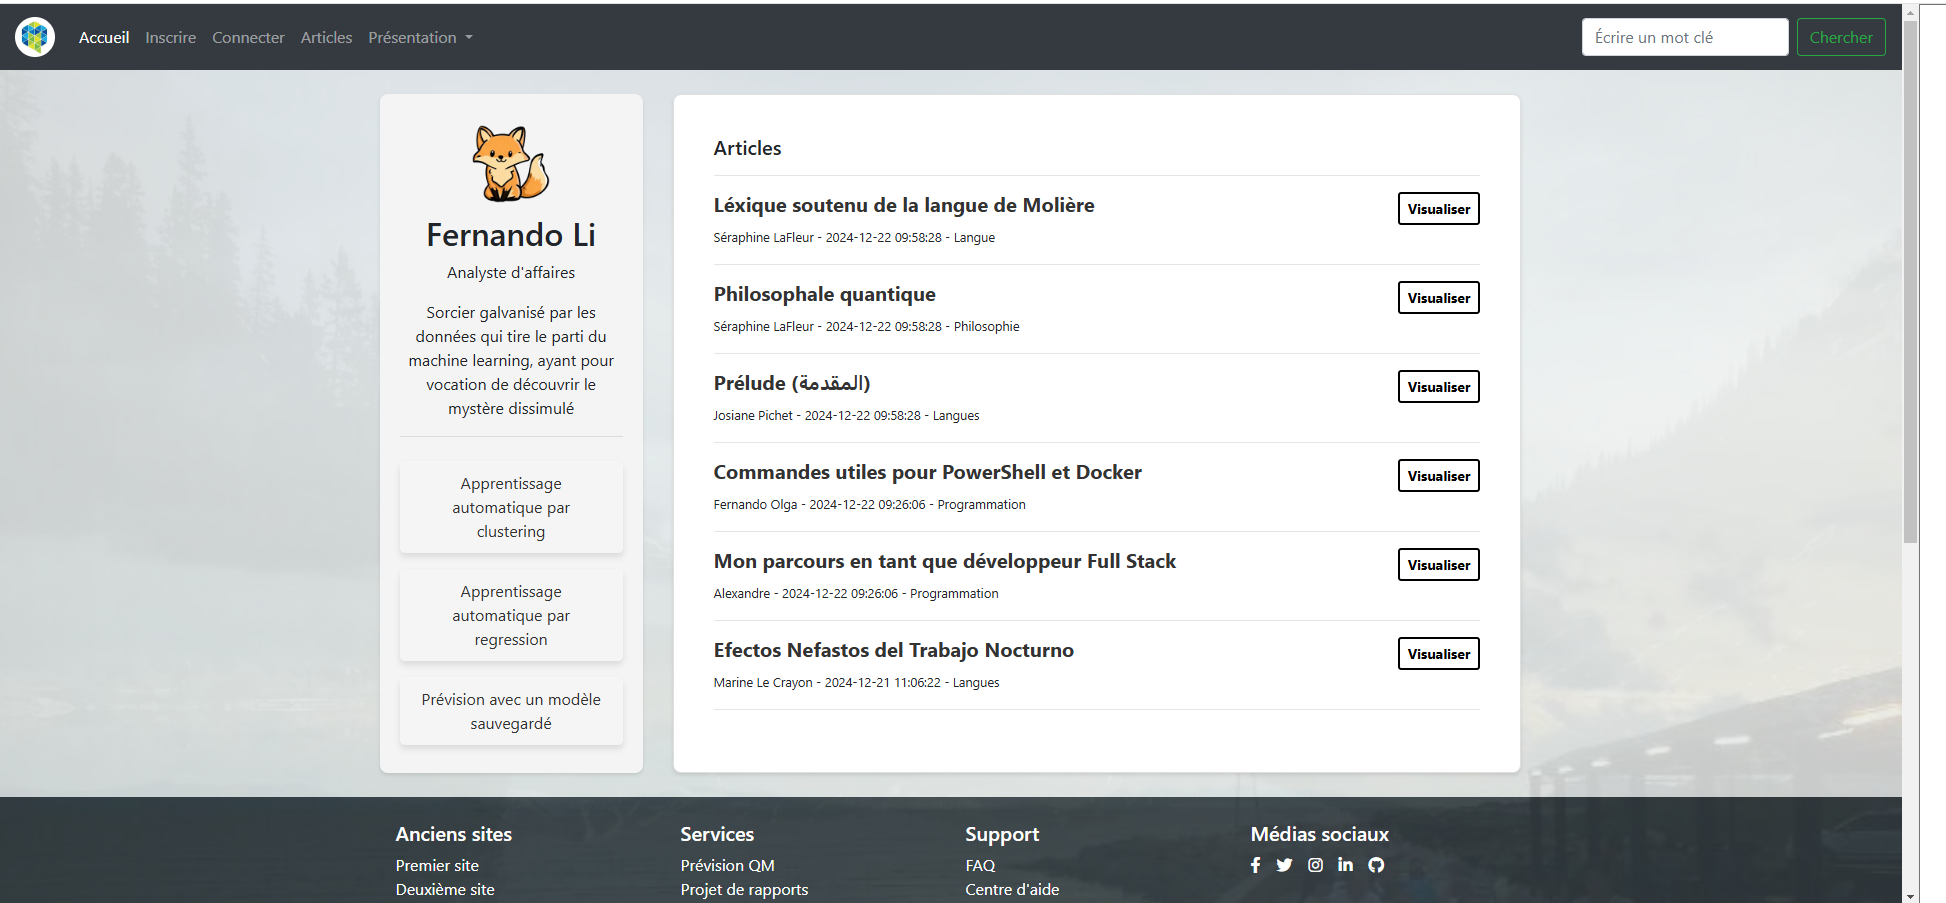 Accueil Inscrire Connecter Articles Présentation
Écrire un mot clé Chercher
Fernando Li
Analyste d'affaires
Sorcier galvanisé par les
données qui tire le parti du
machine learning, ayant pour
vocation de découvrir le
mystère dissimulé
Apprentissage
automatique par
clustering
Apprentissage
automatique par
regression
Prévision avec un modèle
sauvegardé
Articles
Léxique soutenu de la langue de Molière
Visualiser
Séraphine LaFleur - 2024-12-22 09:58:28 - Langue
Philosophale quantique
Visualiser
Séraphine LaFleur - 2024-12-22 09:58:28 - Philosophie
Prélude (المقدمة)
Visualiser
Josiane Pichet - 2024-12-22 09:58:28 - Langues
Commandes utiles pour PowerShell et Docker
Visualiser
Fernando Olga - 2024-12-22 09:26:06 - Programmation
Mon parcours en tant que développeur Full Stack
Visualiser
Alexandre - 2024-12-22 09:26:06 - Programmation
Efectos Nefastos del Trabajo Nocturno
Visualiser
Marine Le Crayon - 2024-12-21 11:06:22 - Langues
Anciens sites
Premier site
Deuxième site
Services
Prévision QM
Projet de rapports
Support
FAQ
Centre d'aide
Médias sociaux